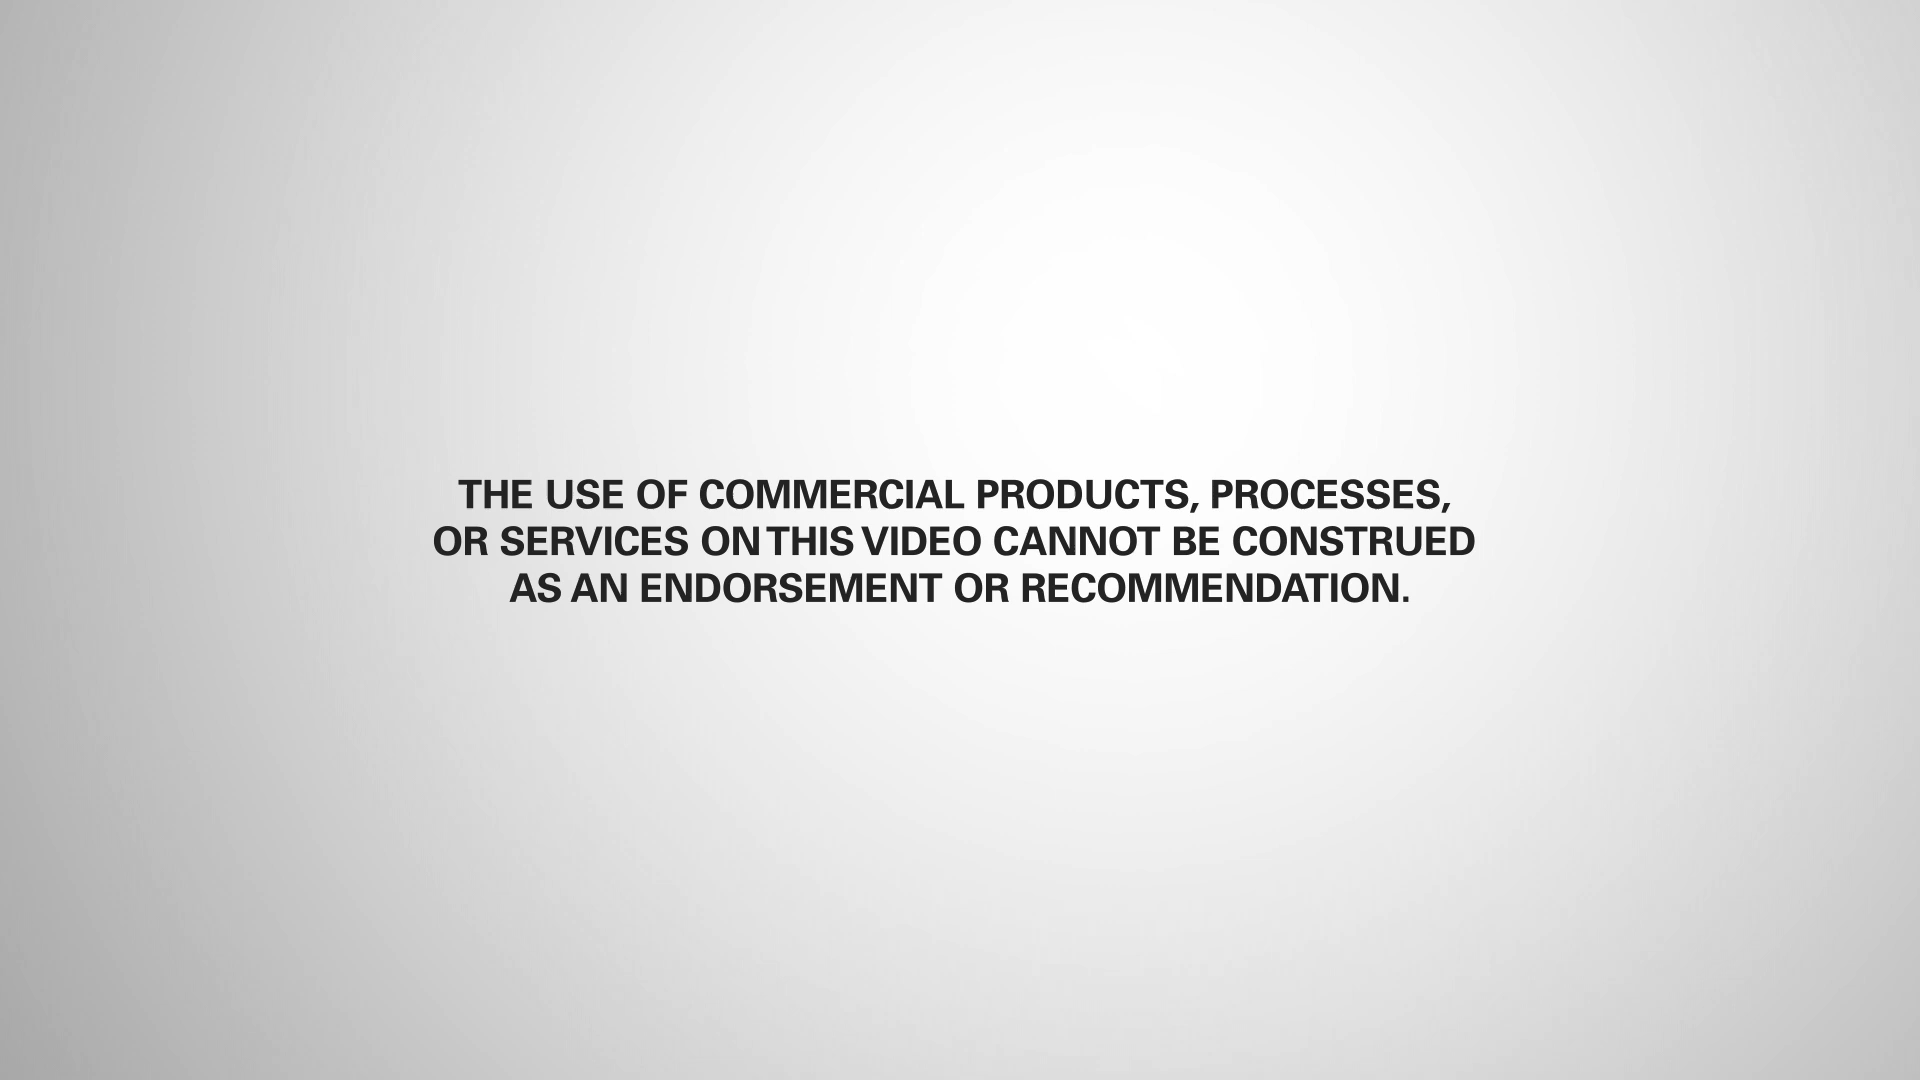 THE USE OF COMMERCIAL PRODUCTS, PROCESSES,
OR SERVICES ON THIS VIDEO CANNOT BE CONSTRUED
AS AN ENDORSEMENT OR RECOMMENDATION.